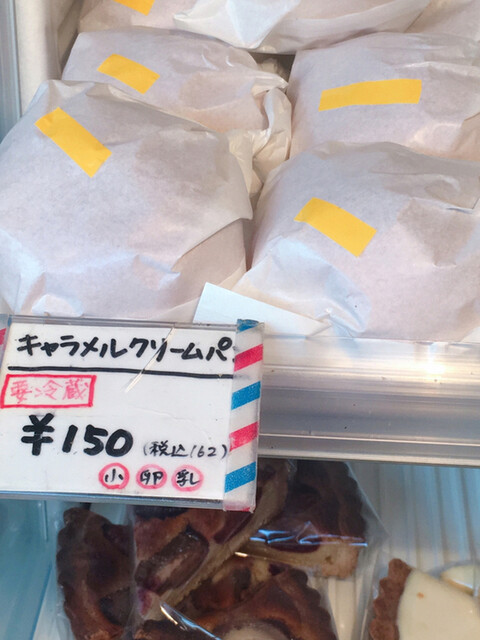 キャラメルクリームパ
要冷蔵
¥150 (税込162)
小 卵 乳